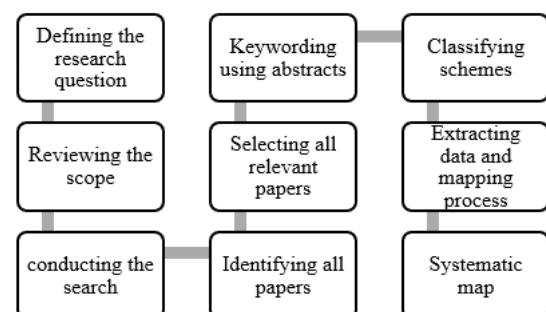 Defining the
research
question
Reviewing the
scope
conducting the
search
Identifying all
papers
Selecting all
relevant
papers
Keywording
using abstracts
Classifying
schemes
Extracting
data and
mapping
process
Systematic
map